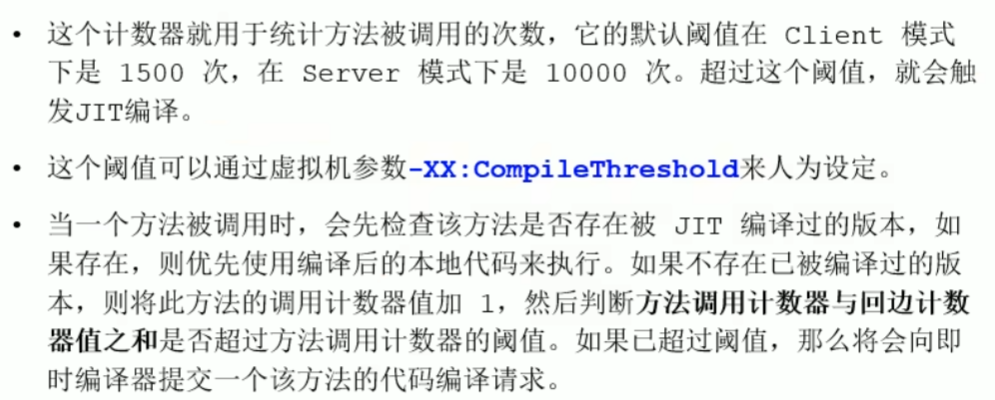 • 这个计数器就用于统计方法被调用的次数，它的默认阈值在 Client 模式
下是 1500 次，在 Server 模式下是 10000 次。超过这个阈值，就会触
发JIT编译。
• 这个阈值可以通过虚拟机参数-XX:CompileThreshold来人为设定。
• 当一个方法被调用时，会先检查该方法是否存在被 JIT 编译过的版本，如
果存在，则优先使用编译后的本地代码来执行。如果不存在已被编译过的版
本，则将此方法的调用计数器值加 1，然后判断方法调用计数器与回边计数
器值之和是否超过方法调用计数器的阈值。如果已超过阈值，那么将会向即
时编译器提交一个该方法的代码编译请求。